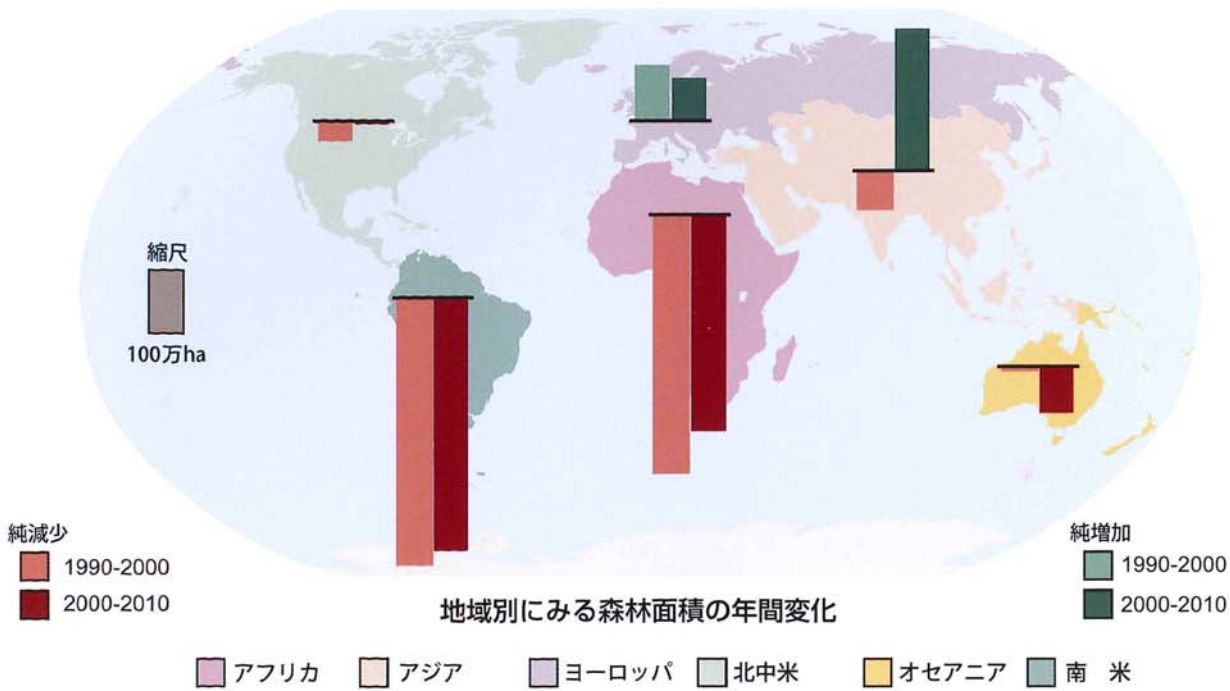 縮尺
100万ha
純減少
1990-2000
2000-2010
純増加
1990-2000
2000-2010
地域別にみる森林面積の年間変化
アフリカ
アジア
ヨーロッパ
北中米
オセアニア
南 米